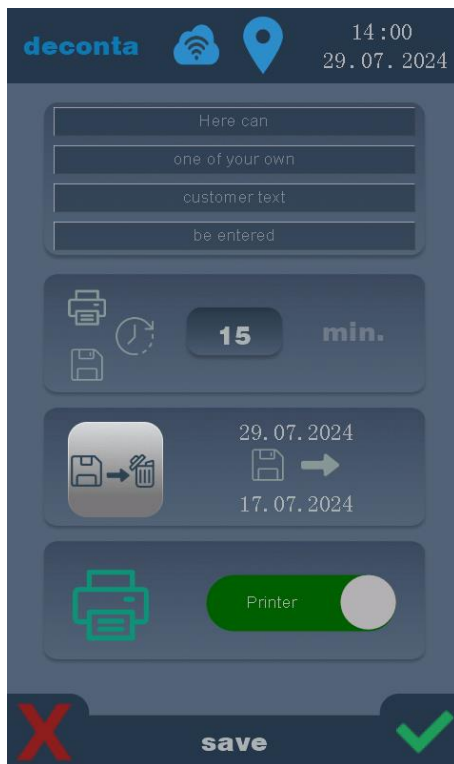 deconta
14:00
29.07.2024
Here can
one of your own
customer text
be entered
15 min.
29.07.2024
17.07.2024
Printer
save